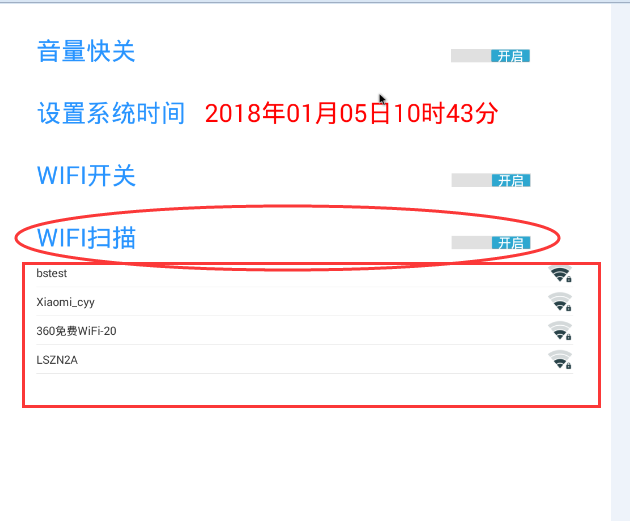 音量快关 开启
设置系统时间 2018年01月05日10时43分
WIFI开关 开启
WIFI扫描 开启
bstest
Xiaomi_cyy
360免费WiFi-20
LSZN2A